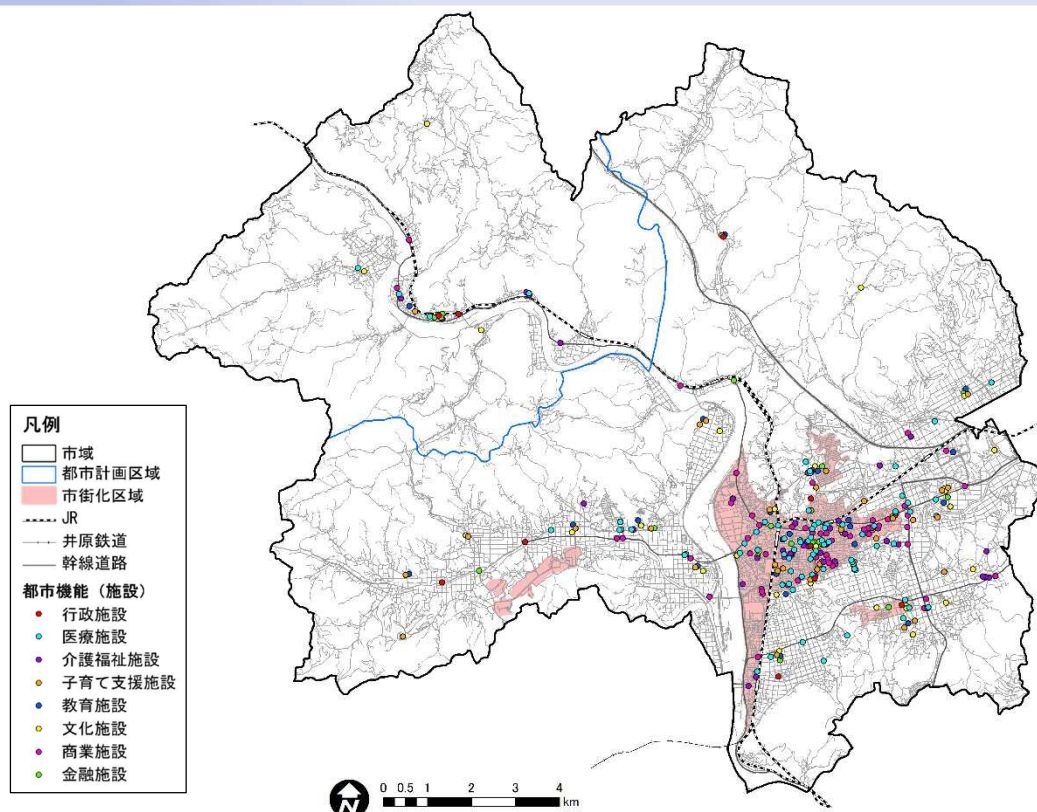 凡例
市域
都市計画区域
市街化区域
JR
井原鉄道
幹線道路
都市機能（施設）
行政施設
医療施設
介護福祉施設
子育て支援施設
教育施設
文化施設
商業施設
金融施設
N
0 0.5 1 2 3 4
km